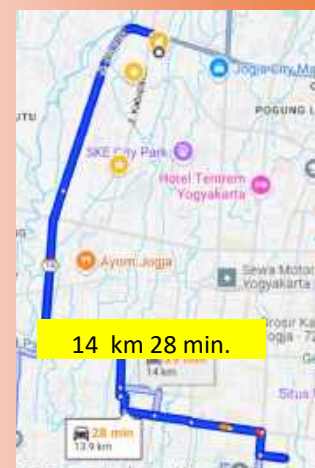 Jogja City Ma
POGUNG L
SKE City Park
Hotel Tentrem
Yogyakarta
Ayom Jogja
Sewa Motor
Yogyakarta
14 km 28 min.
14 km
28 min
13.9 km
Situs